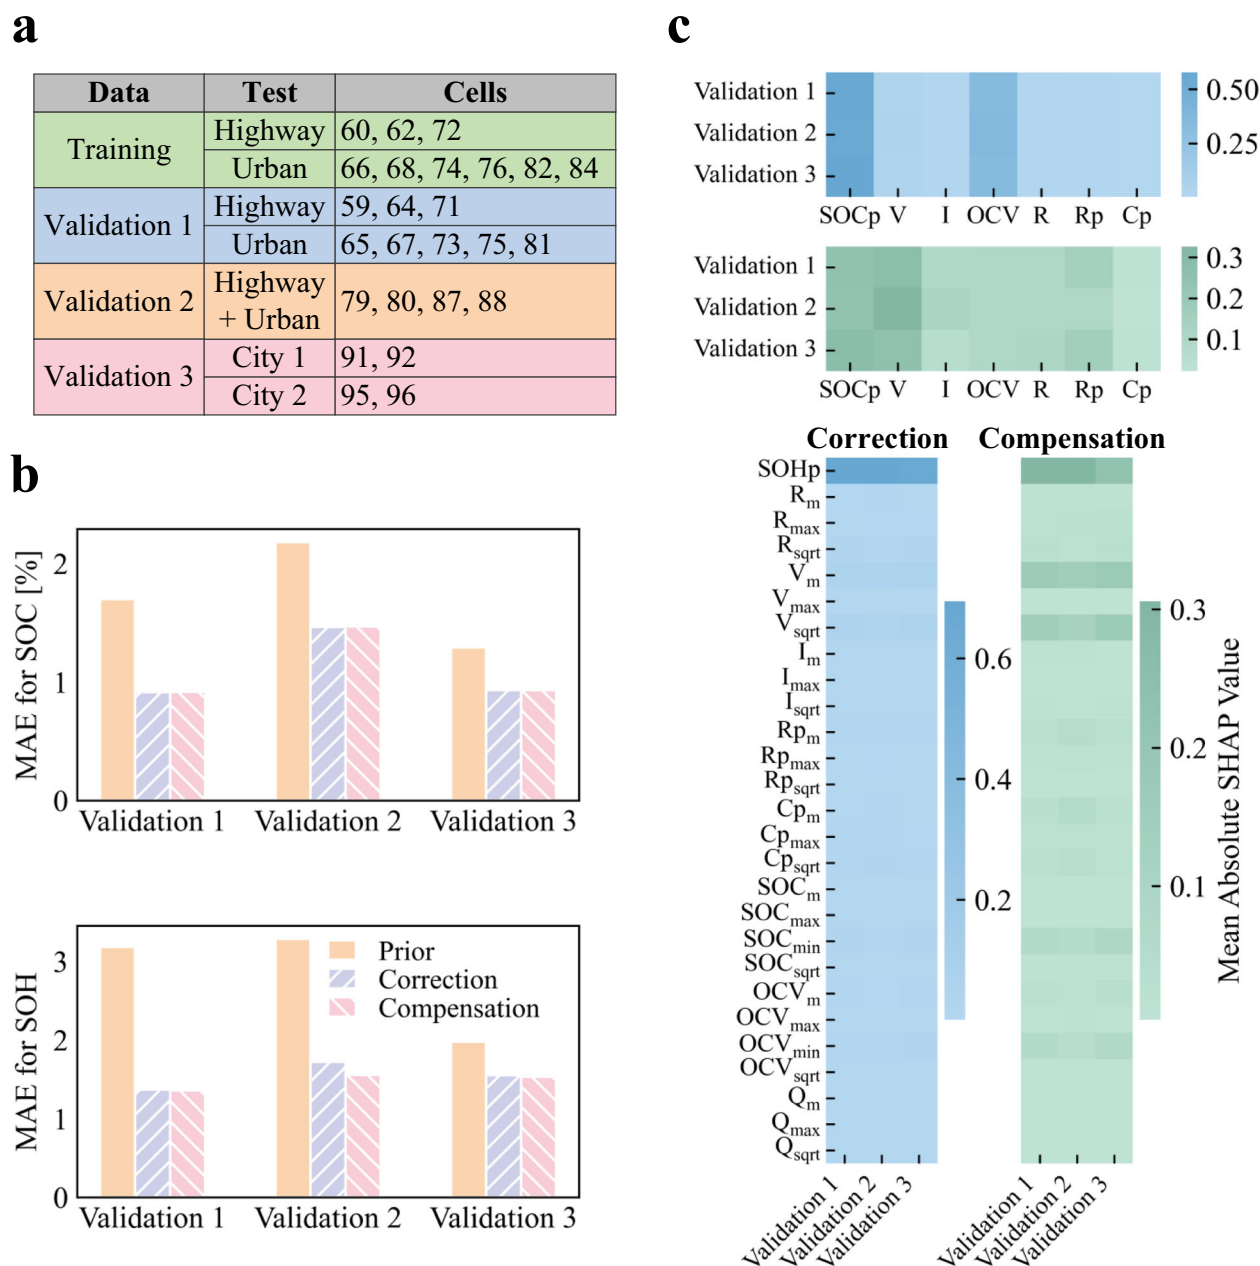 a
Data Test Cells
Training
Highway 60, 62, 72
Urban 66, 68, 74, 76, 82, 84
Validation 1
Highway 59, 64, 71
Urban 65, 67, 73, 75, 81
Validation 2
Highway
+ Urban
79, 80, 87, 88
Validation 3
City 1 91, 92
City 2 95, 96
b
MAE for SOC [%]
2
1
0
Validation 1 Validation 2 Validation 3
MAE for SOH
3
2
1
0
Prior
Correction
Compensation
Validation 1 Validation 2 Validation 3
c
Validation 1
Validation 2
Validation 3
SOCp V I OCV R Rp Cp
0.50
0.25
Validation 1
Validation 2
Validation 3
SOCp V I OCV R Rp Cp
0.3
0.2
0.1
Correction Compensation
SOHp
Rm
Rmax
Rsqrt
Vm
Vmax
Vsqrt
Im
Imax
Isqrt
Rpm
Rpmax
Rpsqrt
Cpm
Cpmax
Cpsqrt
SOCm
SOCmax
SOCmin
SOCsqrt
OCVm
OCVmax
OCVmin
OCVsqrt
Qm
Qmax
Qsqrt
Validation 1
Validation 2
Validation 3
0.6
0.4
0.2
Validation 1
Validation 2
Validation 3
0.3
0.2
0.1
Mean Absolute SHAP Value